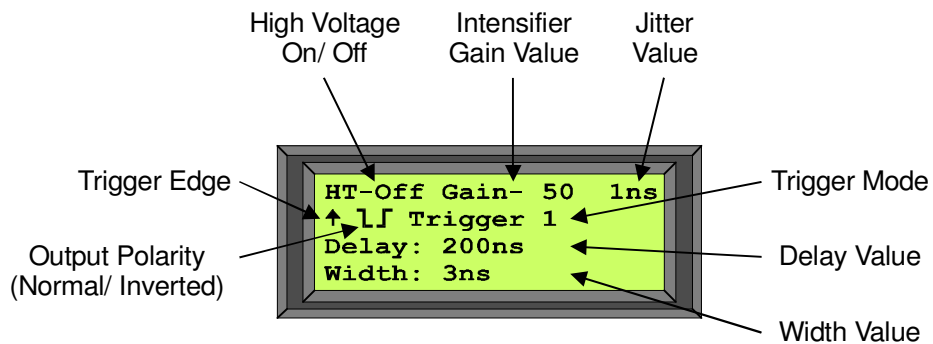 High Voltage
On/ Off
Intensifier
Gain Value
Jitter
Value
Trigger Edge
Output Polarity
(Normal/ Inverted)
HT-Off Gain- 50 1ns
↑ Trigger 1
Delay: 200ns
Width: 3ns
Trigger Mode
Delay Value
Width Value